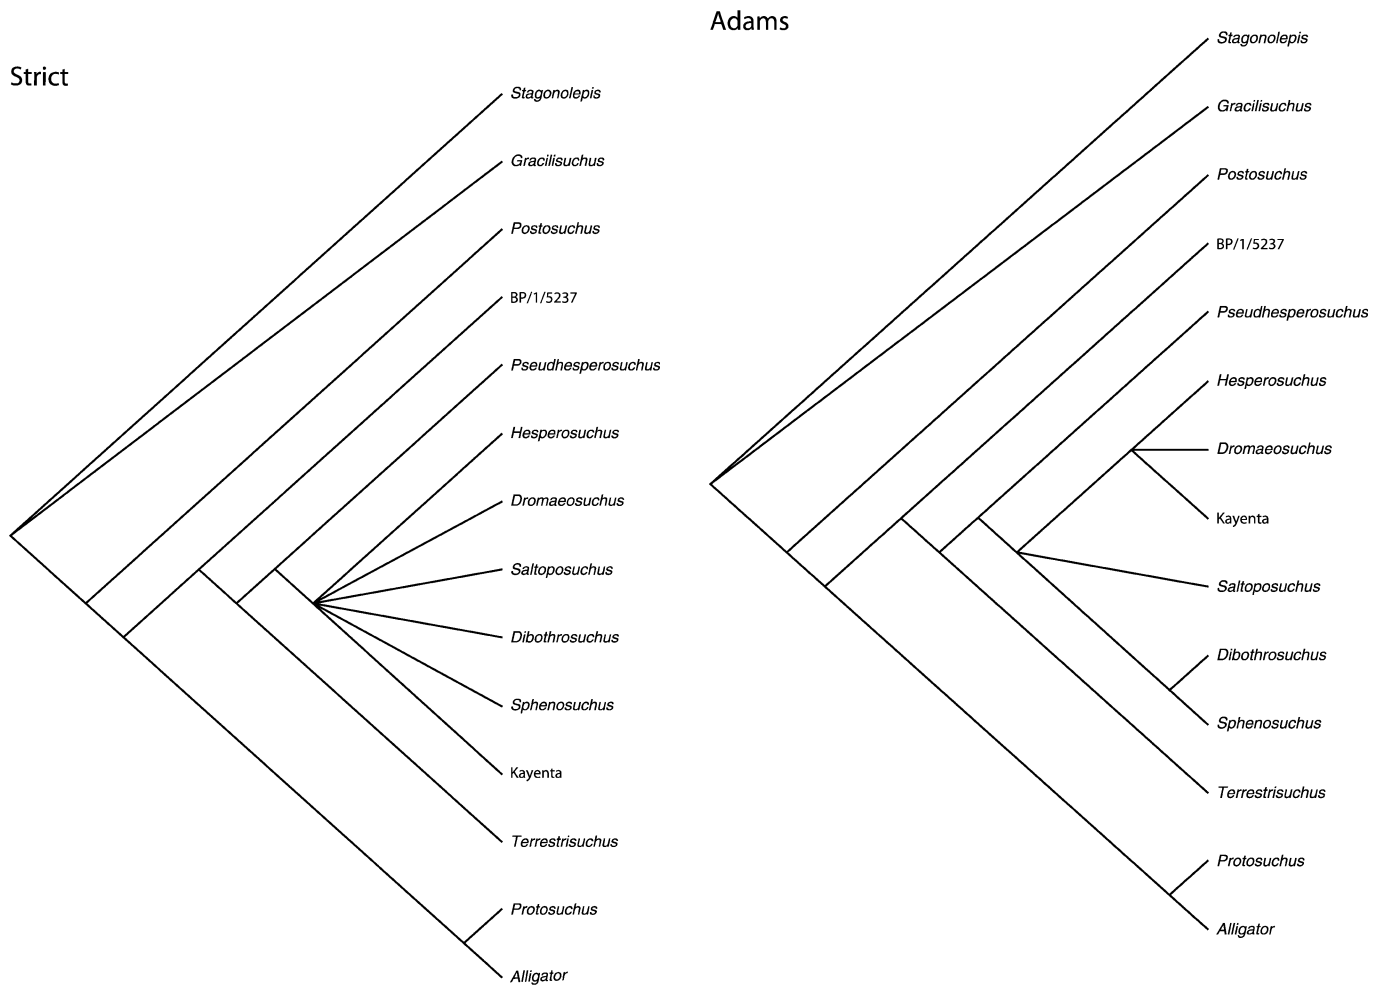 Strict
Stagonolepis
Gracilisuchus
Postosuchus
BP/1/5237
Pseudhesperosuchus
Hesperosuchus
Dromaeosuchus
Saltoposuchus
Dibothrosuchus
Sphenosuchus
Kayenta
Terrestrisuchus
Protosuchus
Alligator
Adams
Stagonolepis
Gracilisuchus
Postosuchus
BP/1/5237
Pseudhesperosuchus
Hesperosuchus
Dromaeosuchus
Kayenta
Saltoposuchus
Dibothrosuchus
Sphenosuchus
Terrestrisuchus
Protosuchus
Alligator